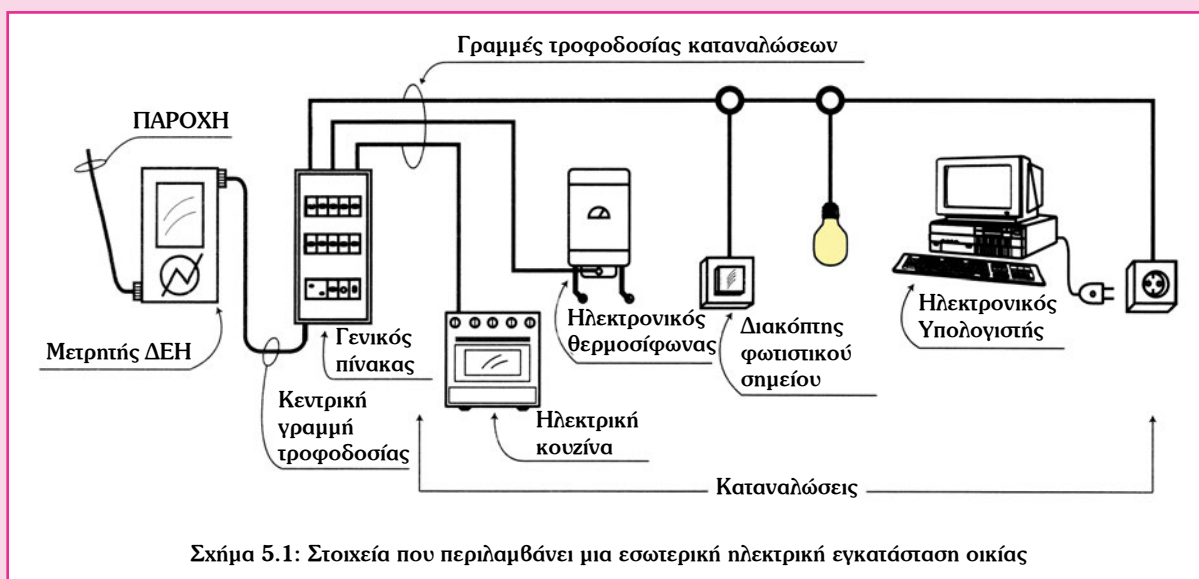 Γραμμές τροφοδοσίας καταναλώσεων
ΠΑΡΟΧΗ
Μετρητής ΔΕΗ
Γενικός
πίνακας
Κεντρική
γραμμή
τροφοδοσίας
Ηλεκτρική
κουζίνα
Ηλεκτρονικός
θερμοσίφωνας
Διακόπτης
φωτιστικού
σημείου
Ηλεκτρονικός
Υπολογιστής
Καταναλώσεις
Σχήμα 5.1: Στοιχεία που περιλαμβάνει μια εσωτερική ηλεκτρική εγκατάσταση οικίας